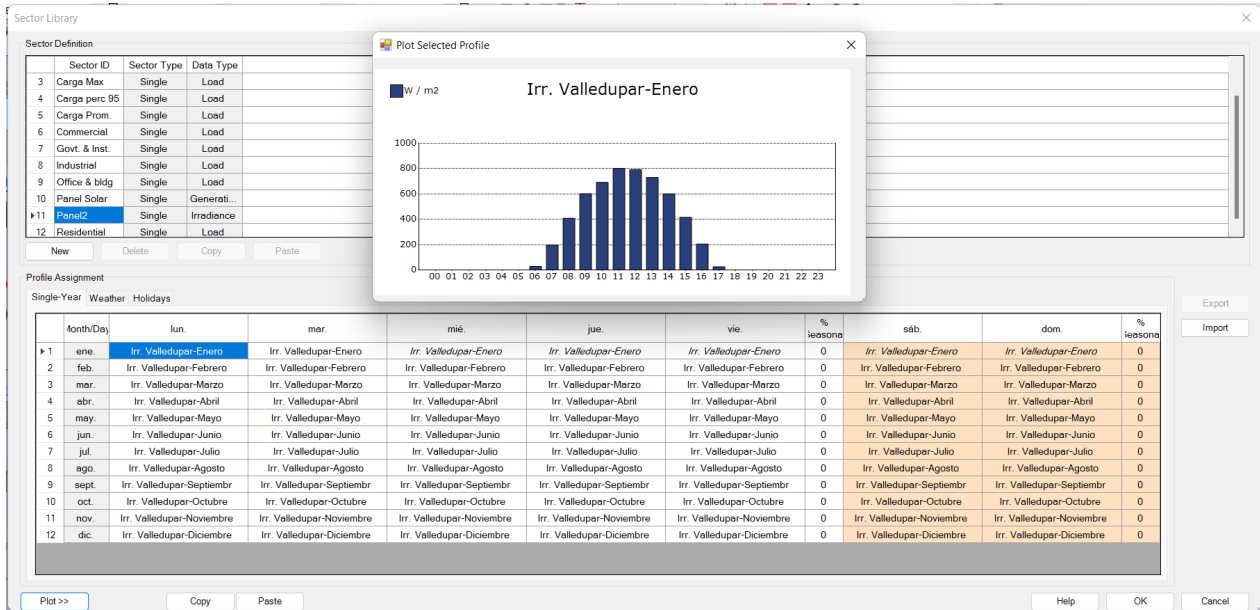 Sector Library
Sector Definition
Sector ID Sector Type Data Type
3 Carga Max Single Load
4 Carga perc 95 Single Load
5 Carga Prom. Single Load
6 Commercial Single Load
7 Govt. & Inst. Single Load
8 Industrial Single Load
9 Office & bldg Single Load
10 Panel Solar Single Generati...
11 Panel2 Single Irradiance
12 Residential Single Load
New Delete Copy Paste
Plot Selected Profile
W / m2
Irr. Valledupar-Enero
1000
800
600
400
200
0
00 01 02 03 04 05 06 07 08 09 10 11 12 13 14 15 16 17 18 19 20 21 22 23
Profile Assignment
Single-Year Weather Holidays
Export
Import
Month/Day lun. mar. mié. jue. vie. % Seasona sáb. dom. % Seasona
1 ene. Irr. Valledupar-Enero Irr. Valledupar-Enero Irr. Valledupar-Enero Irr. Valledupar-Enero Irr. Valledupar-Enero 0 Irr. Valledupar-Enero Irr. Valledupar-Enero 0
2 feb. Irr. Valledupar-Febrero Irr. Valledupar-Febrero Irr. Valledupar-Febrero Irr. Valledupar-Febrero Irr. Valledupar-Febrero 0 Irr. Valledupar-Febrero Irr. Valledupar-Febrero 0
3 mar. Irr. Valledupar-Marzo Irr. Valledupar-Marzo Irr. Valledupar-Marzo Irr. Valledupar-Marzo Irr. Valledupar-Marzo 0 Irr. Valledupar-Marzo Irr. Valledupar-Marzo 0
4 abr. Irr. Valledupar-Abril Irr. Valledupar-Abril Irr. Valledupar-Abril Irr. Valledupar-Abril Irr. Valledupar-Abril 0 Irr. Valledupar-Abril Irr. Valledupar-Abril 0
5 may. Irr. Valledupar-Mayo Irr. Valledupar-Mayo Irr. Valledupar-Mayo Irr. Valledupar-Mayo Irr. Valledupar-Mayo 0 Irr. Valledupar-Mayo Irr. Valledupar-Mayo 0
6 jun. Irr. Valledupar-Junio Irr. Valledupar-Junio Irr. Valledupar-Junio Irr. Valledupar-Junio Irr. Valledupar-Junio 0 Irr. Valledupar-Junio Irr. Valledupar-Junio 0
7 jul. Irr. Valledupar-Julio Irr. Valledupar-Julio Irr. Valledupar-Julio Irr. Valledupar-Julio Irr. Valledupar-Julio 0 Irr. Valledupar-Julio Irr. Valledupar-Julio 0
8 ago. Irr. Valledupar-Agosto Irr. Valledupar-Agosto Irr. Valledupar-Agosto Irr. Valledupar-Agosto Irr. Valledupar-Agosto 0 Irr. Valledupar-Agosto Irr. Valledupar-Agosto 0
9 sept. Irr. Valledupar-Septiembr Irr. Valledupar-Septiembr Irr. Valledupar-Septiembr Irr. Valledupar-Septiembr Irr. Valledupar-Septiembr 0 Irr. Valledupar-Septiembr Irr. Valledupar-Septiembr 0
10 oct. Irr. Valledupar-Octubre Irr. Valledupar-Octubre Irr. Valledupar-Octubre Irr. Valledupar-Octubre Irr. Valledupar-Octubre 0 Irr. Valledupar-Octubre Irr. Valledupar-Octubre 0
11 nov. Irr. Valledupar-Noviembre Irr. Valledupar-Noviembre Irr. Valledupar-Noviembre Irr. Valledupar-Noviembre Irr. Valledupar-Noviembre 0 Irr. Valledupar-Noviembre Irr. Valledupar-Noviembre 0
12 dic. Irr. Valledupar-Diciembre Irr. Valledupar-Diciembre Irr. Valledupar-Diciembre Irr. Valledupar-Diciembre Irr. Valledupar-Diciembre 0 Irr. Valledupar-Diciembre Irr. Valledupar-Diciembre 0
Plot >> Copy Paste Help OK Cancel